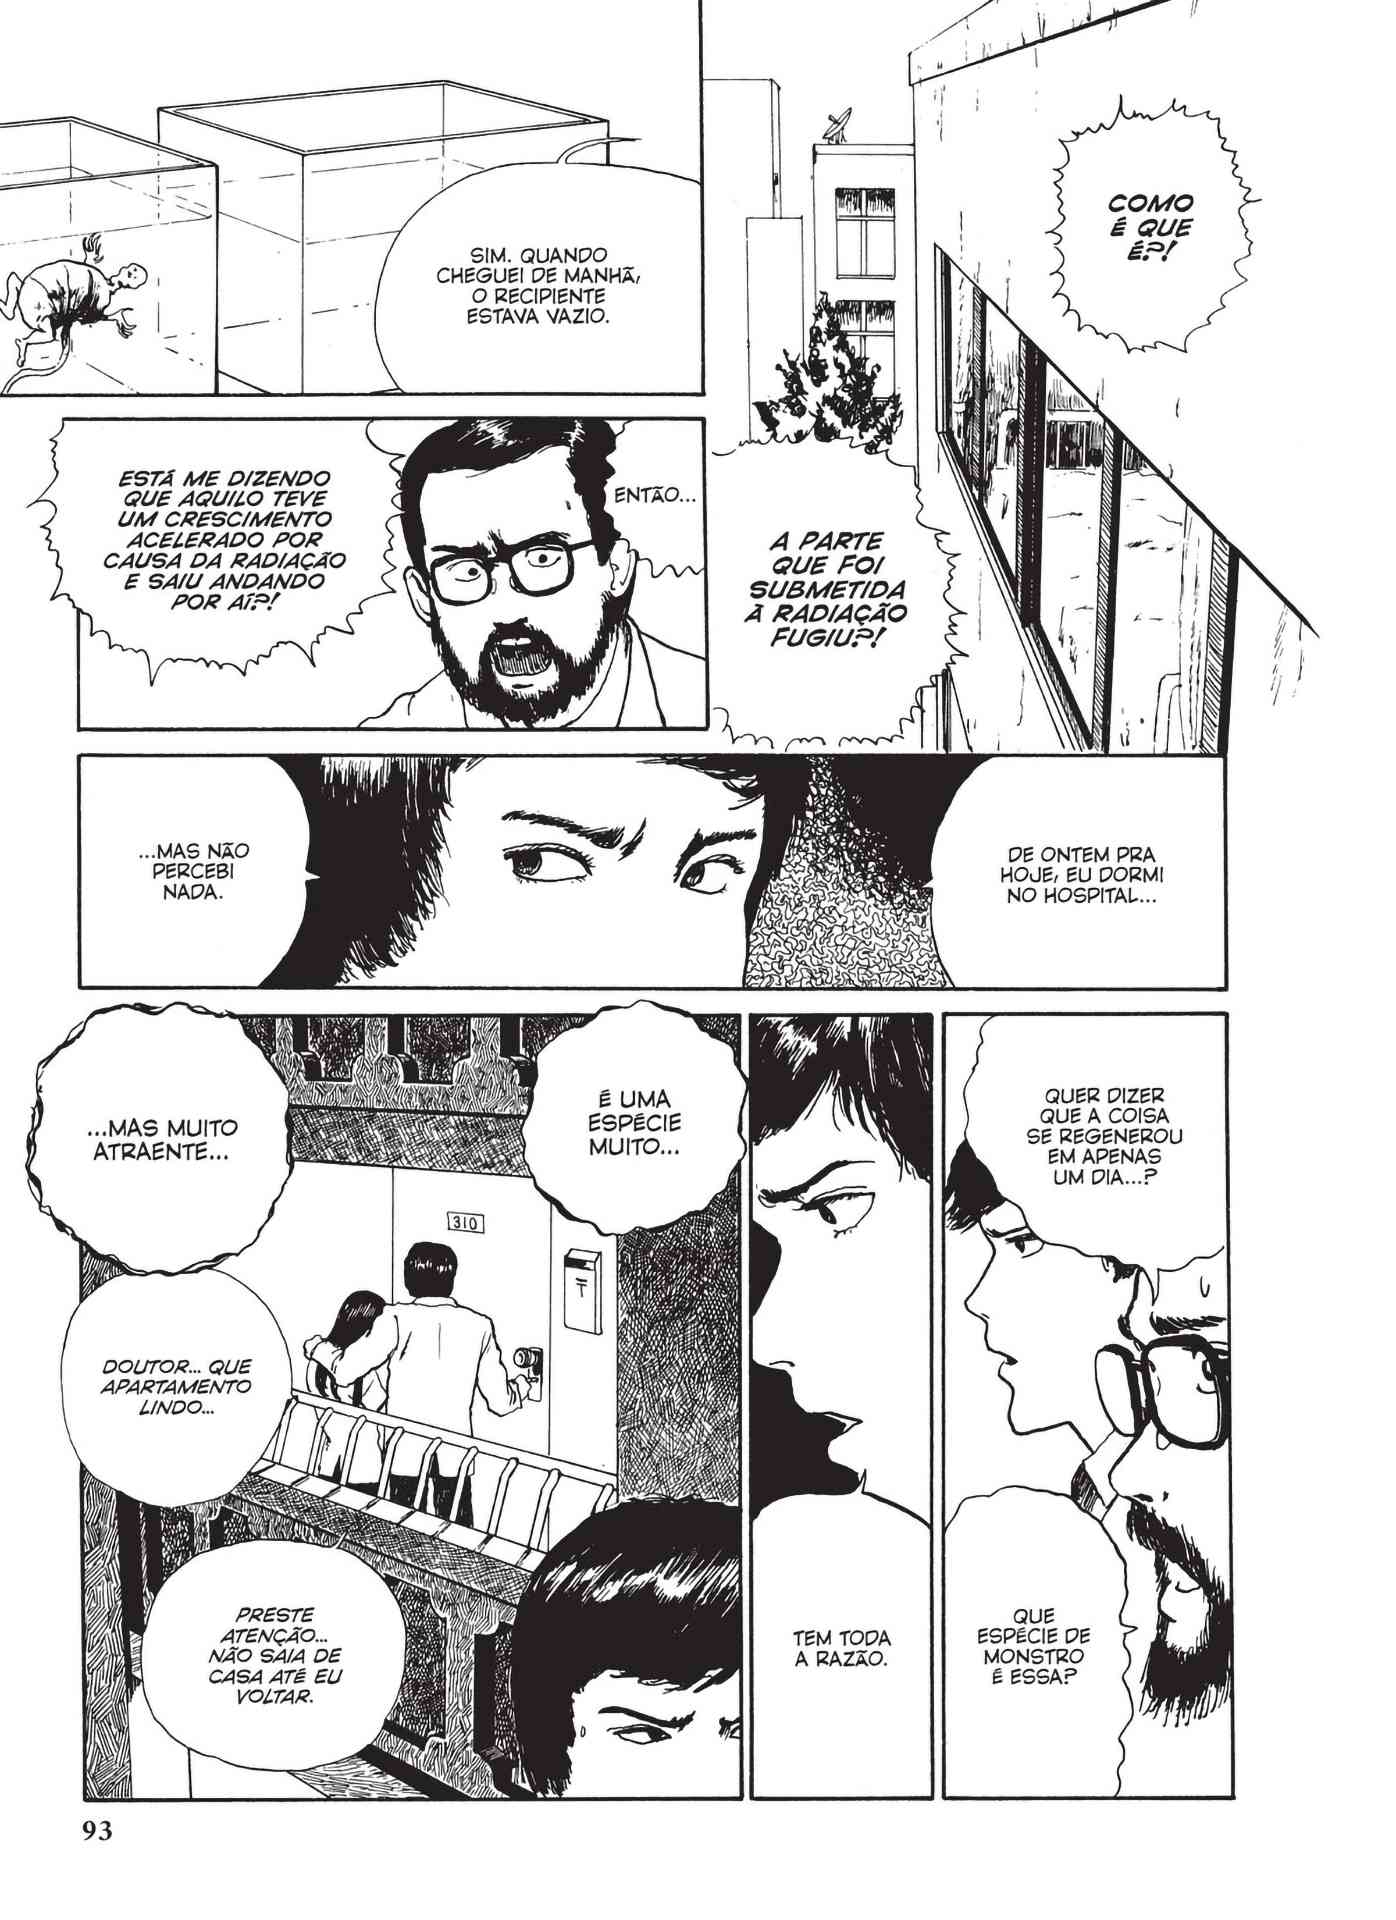 COMO
É QUE
É?!
A PARTE
QUE FOI
SUBMETIDA
À RADIAÇÃO
FUGIU?!
SIM. QUANDO
CHEGUEI DE MANHÃ,
O RECIPIENTE
ESTAVA VAZIO.
ENTÃO...
ESTÁ ME DIZENDO
QUE AQUILO TEVE
UM CRESCIMENTO
ACELERADO POR
CAUSA DA RADIAÇÃO
E SAIU ANDANDO
POR AÍ?!
DE ONTEM PRA
HOJE, EU DORMI
NO HOSPITAL...
...MAS NÃO
PERCEBI
NADA.
QUER DIZER
QUE A COISA
SE REGENEROU
EM APENAS
UM DIA...?
QUE
ESPÉCIE DE
MONSTRO
É ESSA?
TEM TODA
A RAZÃO.
É UMA
ESPÉCIE
MUITO...
...MAS MUITO
ATRAENTE...
310
〒
DOUTOR... QUE
APARTAMENTO
LINDO...
PRESTE
ATENÇÃO...
NÃO SAIA DE
CASA ATÉ EU
VOLTAR.
93